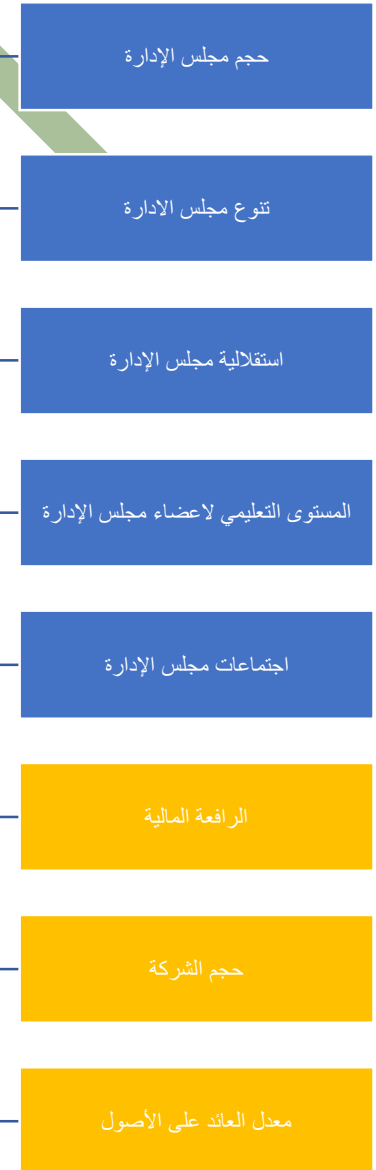 حجم مجلس الإدارة
تنوع مجلس الادارة
استقلالية مجلس الإدارة
المستوى التعليمي لاعضاء مجلس الإدارة
اجتماعات مجلس الإدارة
الرافعة المالية
حجم الشركة
معدل العائد على الأصول